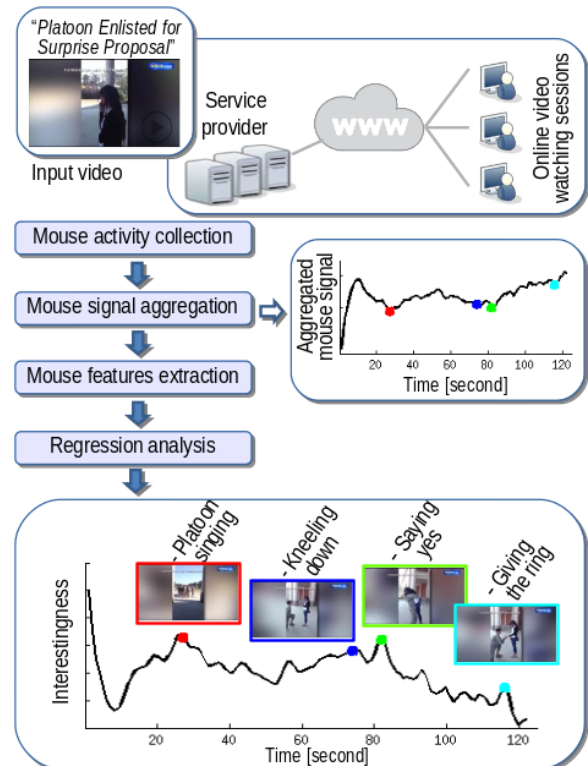 “Platoon Enlisted for
Surprise Proposal”
Input video
Service
provider
www
Online video
watching sessions
Mouse activity collection
Mouse signal aggregation
Mouse features extraction
Regression analysis
Aggregated
mouse signal
20 40 60 80 100 120
Time [second]
- Platoon
singing
- Kneeling
down
- Saying
yes
- Giving
the ring
Interestingness
20 40 60 80 100 120
Time [second]